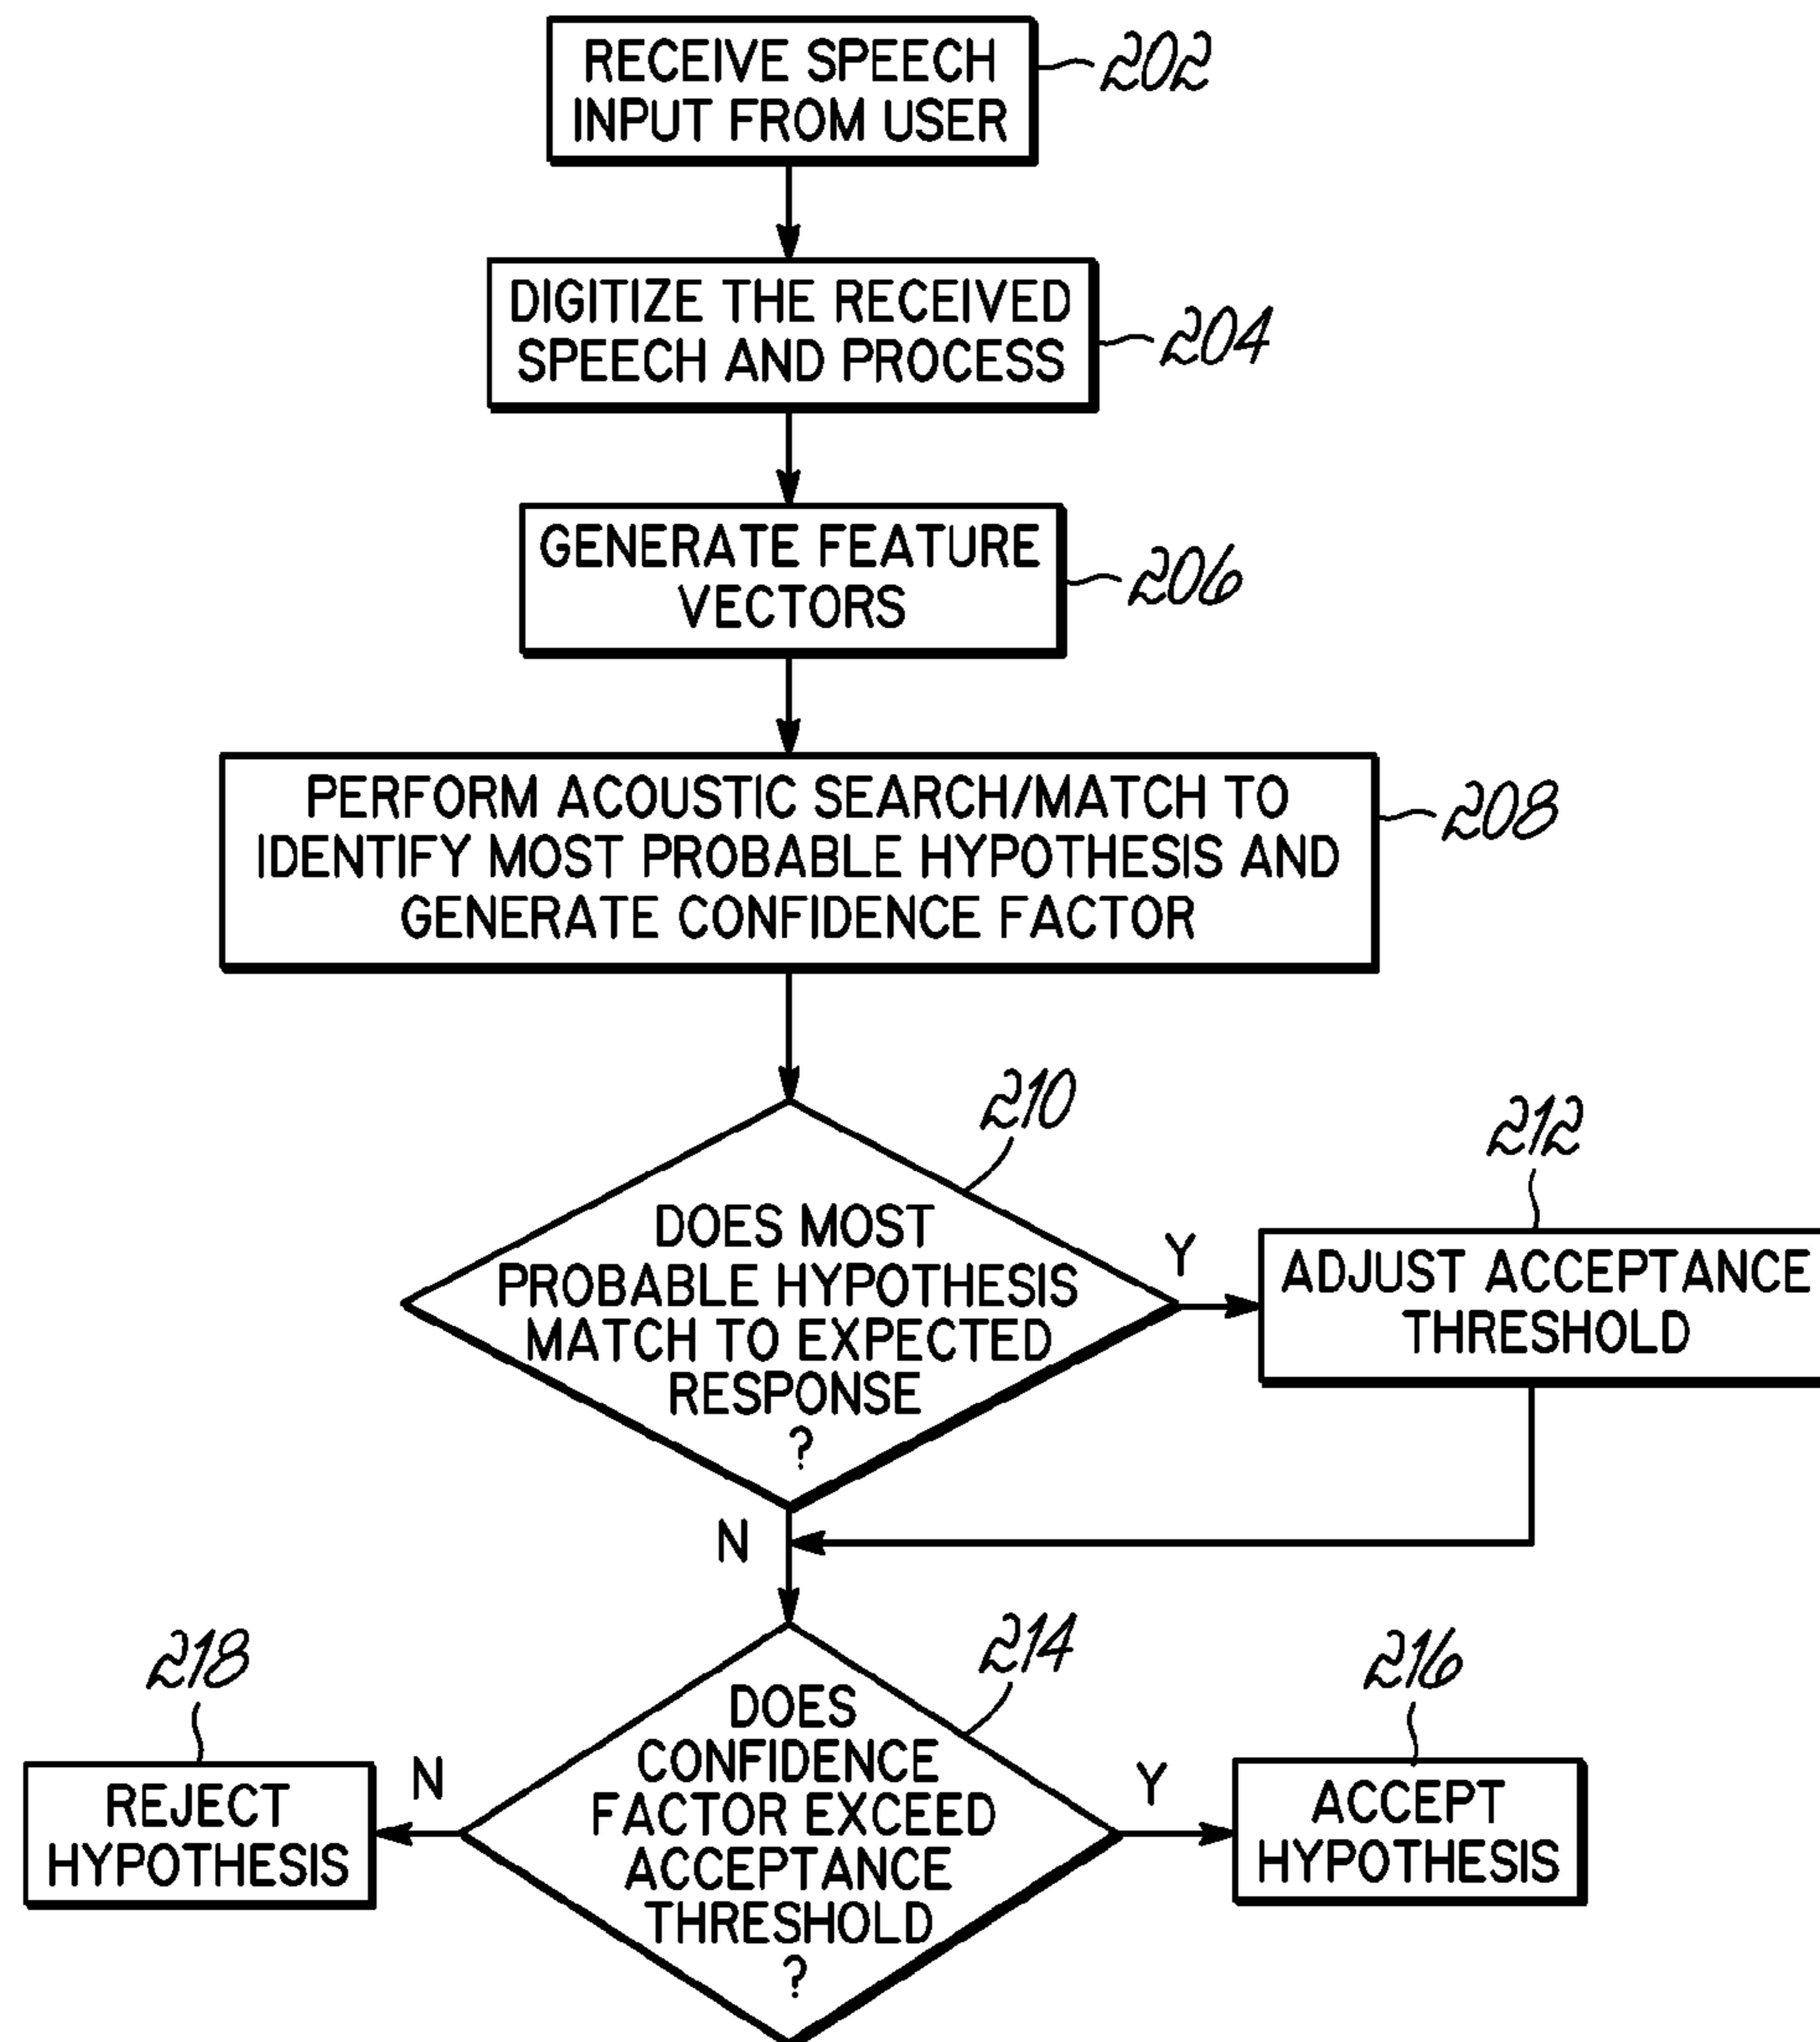 RECEIVE SPEECH
INPUT FROM USER
202
DIGITIZE THE RECEIVED
SPEECH AND PROCESS
204
GENERATE FEATURE
VECTORS
206
PERFORM ACOUSTIC SEARCH/MATCH TO
IDENTIFY MOST PROBABLE HYPOTHESIS AND
GENERATE CONFIDENCE FACTOR
208
210
DOES MOST
PROBABLE HYPOTHESIS
MATCH TO EXPECTED
RESPONSE
?
Y
212
ADJUST ACCEPTANCE
THRESHOLD
N
214
DOES
CONFIDENCE
FACTOR EXCEED
ACCEPTANCE
THRESHOLD
?
N
218
REJECT
HYPOTHESIS
Y
216
ACCEPT
HYPOTHESIS